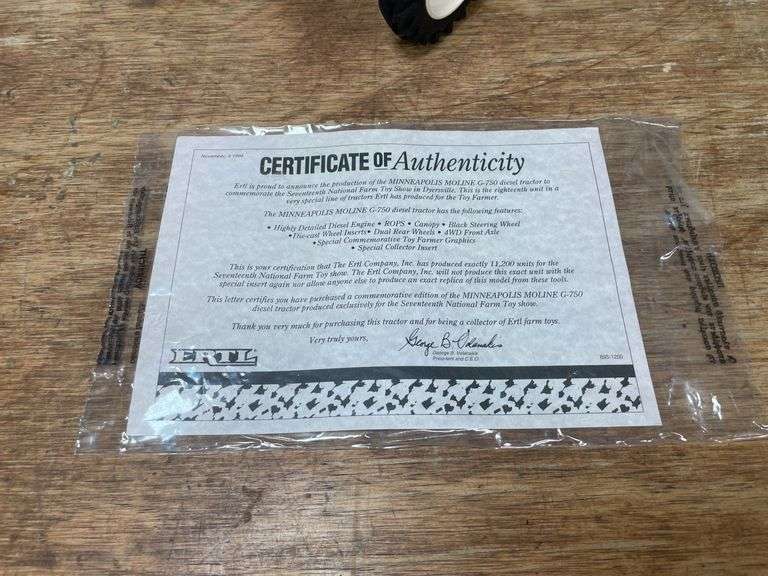 November, 4 1994
CERTIFICATE OF Authenticity
Ertl is proud to announce the production of the MINNEAPOLIS MOLINE G-750 diesel tractor to
commemorate the Seventeenth National Farm Toy Show in Dyersville. This is the eighteenth unit in a
very special line of tractors Ertl has produced for the Toy Farmer.
The MINNEAPOLIS MOLINE G-750 diesel tractor has the following features:
• Highly Detailed Diesel Engine • ROPS • Canopy • Black Steering Wheel
•Die-cast Wheel Inserts• Dual Rear Wheels • 4WD Front Axle
•Special Commemorative Toy Farmer Graphics
• Special Collector Insert
This is your certification that The Ertl Company, Inc. has produced exactly 11,200 units for the
Seventeenth National Farm Toy show. The Ertl Company, Inc. will not produce this exact unit with the
special insert again nor allow anyone else to produce an exact replica of this model from these tools.
This letter certifies you have purchased a commemorative edition of the MINNEAPOLIS MOLINE G-750
diesel tractor produced exclusively for the Seventeenth National Farm Toy show.
Thank you very much for purchasing this tractor and for being a collector of Ertl farm toys.
Very truly yours,
George B. Volanakis
George B. Volanakis
President and C.E.O.
ERTL